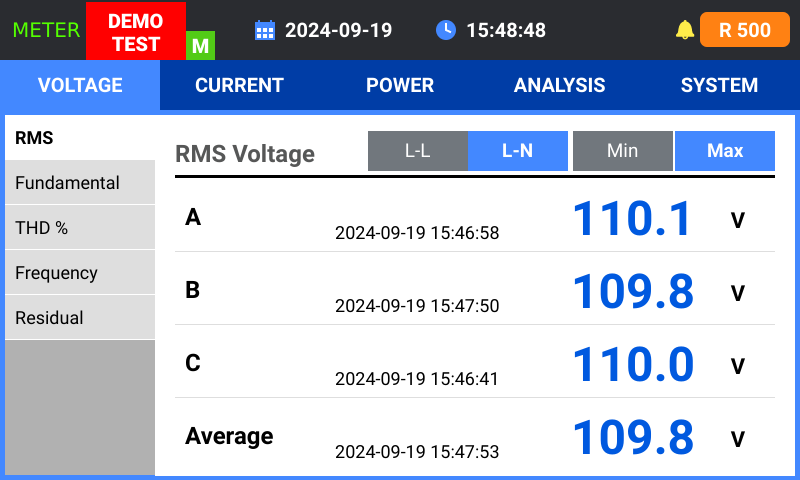 METER
DEMO
TEST
M
2024-09-19
15:48:48
R 500
VOLTAGE
CURRENT
POWER
ANALYSIS
SYSTEM
RMS
Fundamental
THD %
Frequency
Residual
RMS Voltage
L-L
L-N
Min
Max
A 2024-09-19 15:46:58 110.1 V
B 2024-09-19 15:47:50 109.8 V
C 2024-09-19 15:46:41 110.0 V
Average 2024-09-19 15:47:53 109.8 V